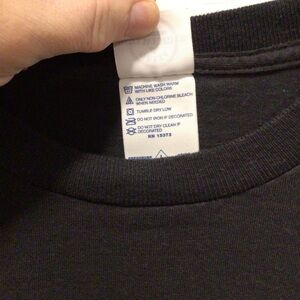 MACHINE WASH WARM
WITH LIKE COLORS
ONLY NON-CHLORINE BLEACH
WHEN NEEDED
TUMBLE DRY LOW
DO NOT IRON IF DECORATED
DO NOT DRY CLEAN IF
DECORATED
RN 15373